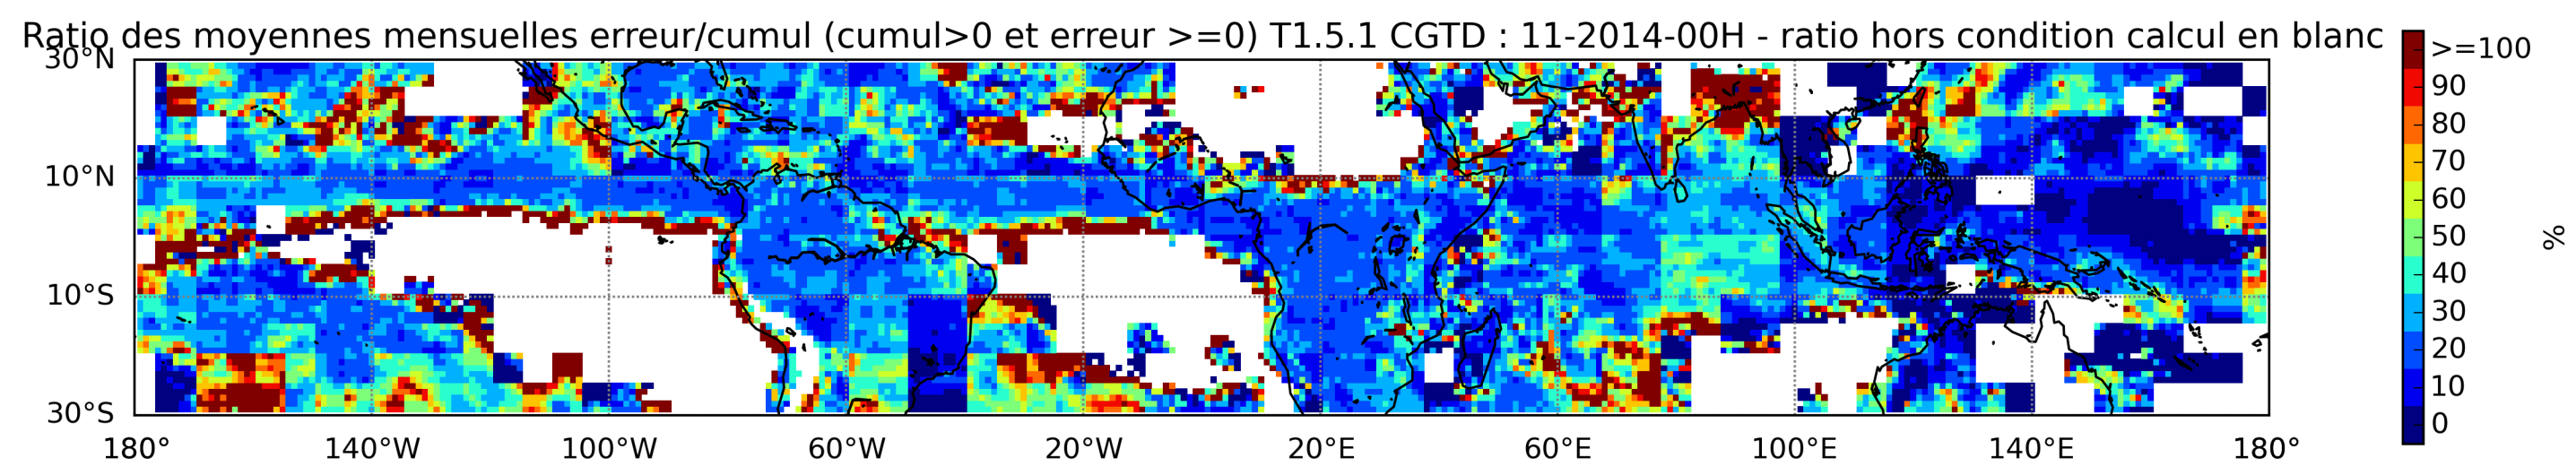 Ratio des moyennes mensuelles erreur/cumul (cumul>0 et erreur >=0) T1.5.1 CGTD : 11-2014-00H - ratio hors condition calcul en blanc
30°N
10°N
10°S
30°S
180° 140°W 100°W 60°W 20°W 20°E 60°E 100°E 140°E 180°
>=100
90
80
70
60
50
40
30
20
10
0
%